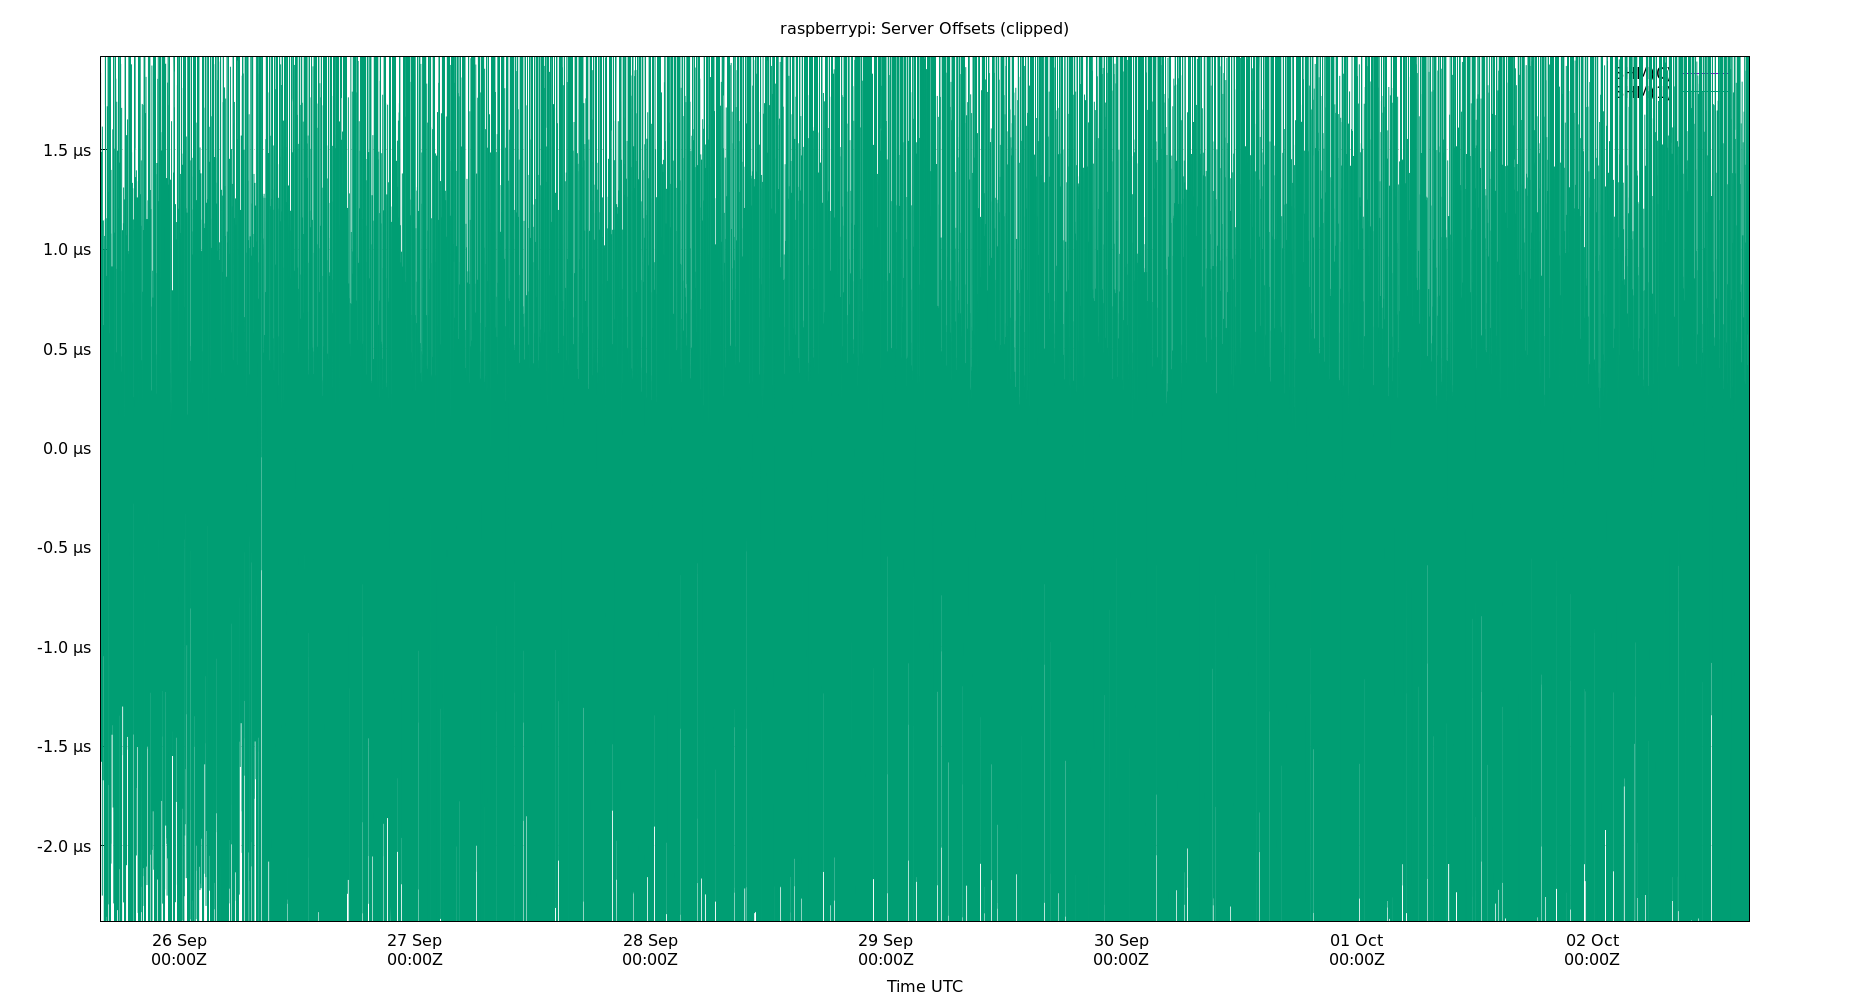 raspberrypi: Server Offsets (clipped)
1.5 µs
1.0 µs
0.5 µs
0.0 µs
-0.5 µs
-1.0 µs
-1.5 µs
-2.0 µs
26 Sep
00:00Z
27 Sep
00:00Z
28 Sep
00:00Z
29 Sep
00:00Z
30 Sep
00:00Z
01 Oct
00:00Z
02 Oct
00:00Z
Time UTC